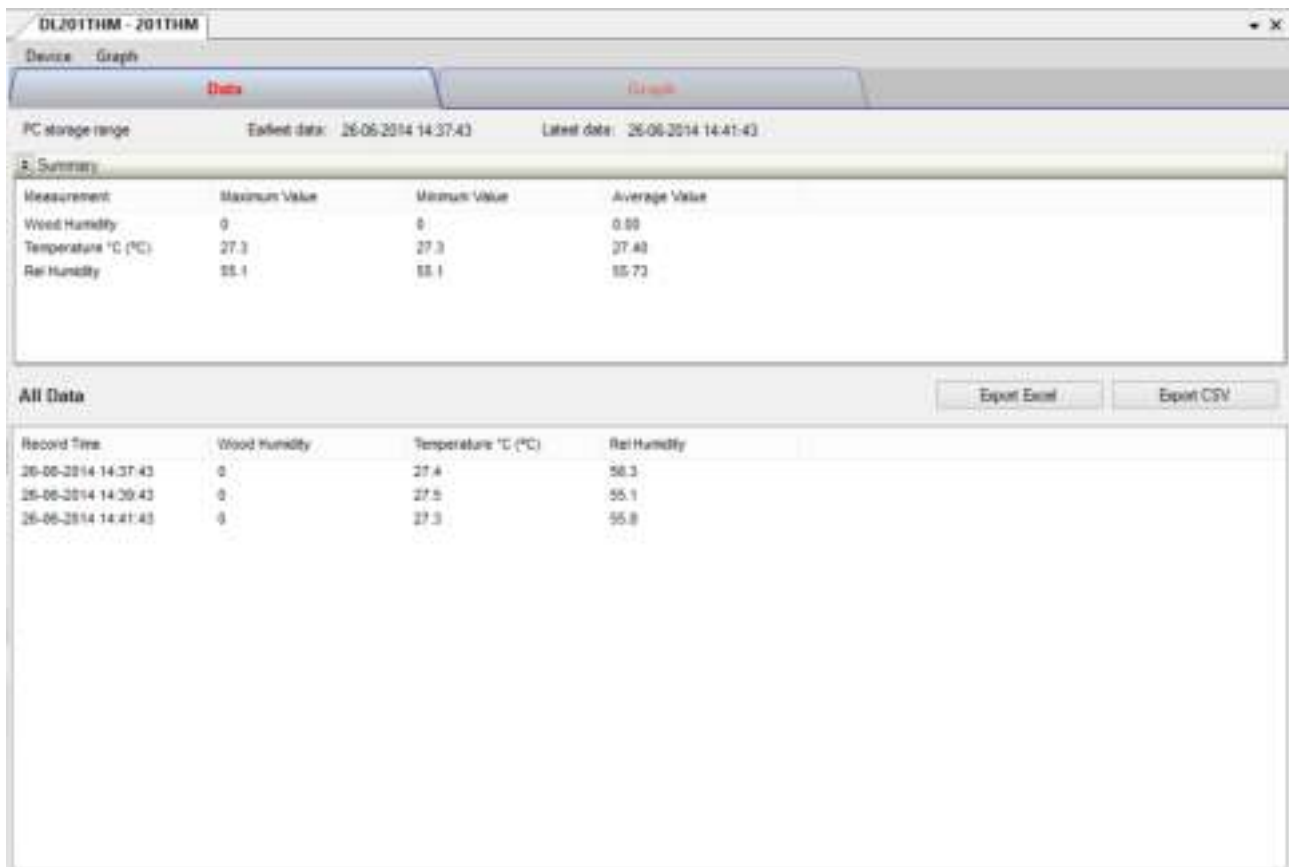 DL201THM - 201THM
Device Graph
Data Graph
PC storage range Earliest data: 26-06-2014 14:37:43 Latest data: 26-06-2014 14:41:43
Summary
Measurement Maximum Value Minimum Value Average Value
Wood Humidity 0 0 0.00
Temperature °C (°C) 27.3 27.3 27.40
Rel Humidity 55.1 55.1 55.73
All Data Export Excel Export CSV
Record Time Wood Humidity Temperature °C (°C) Rel Humidity
26-06-2014 14:37:43 0 27.4 56.3
26-06-2014 14:39:43 0 27.5 55.1
26-06-2014 14:41:43 0 27.3 55.8